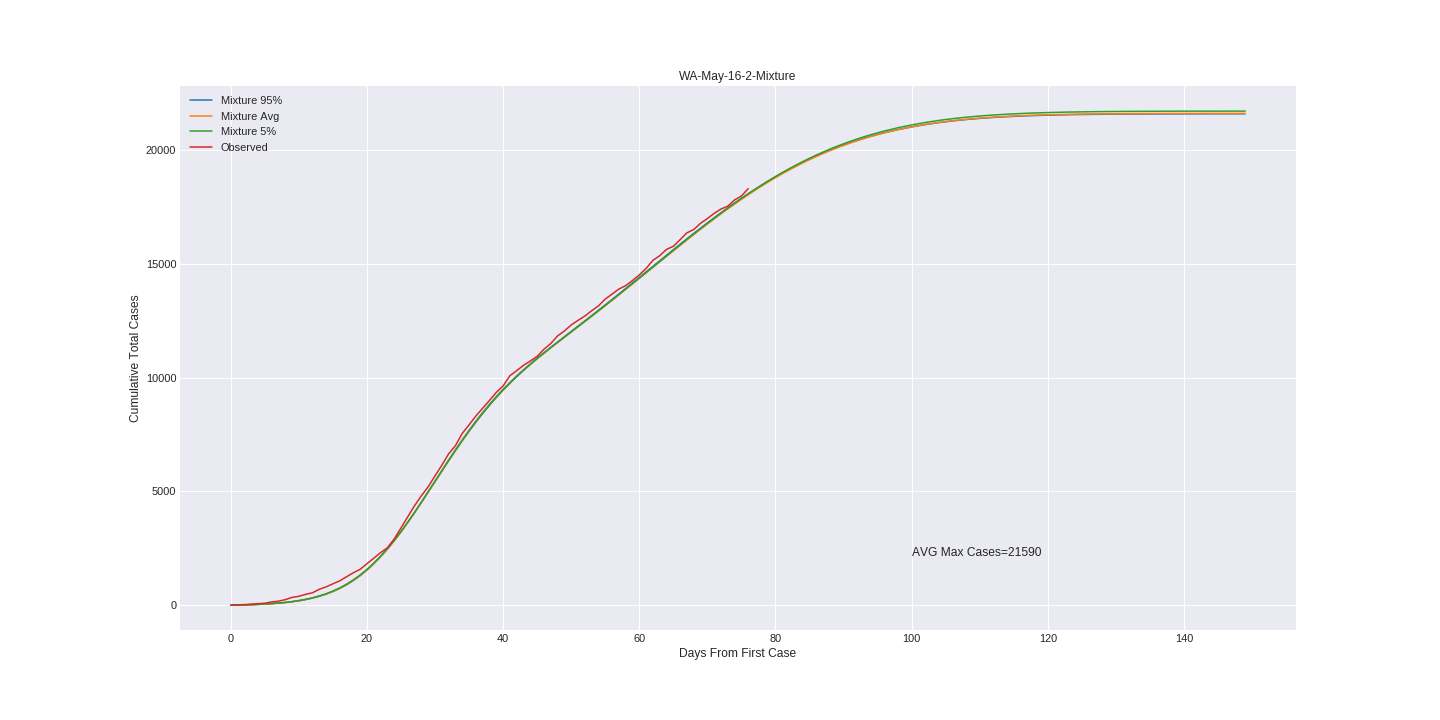 WA-May-16-2-Mixture
Mixture 95%
Mixture Avg
Mixture 5%
Observed
20000
15000
10000
5000
0
Cumulative Total Cases
AVG Max Cases=21590
0 20 40 60 80 100 120 140
Days From First Case